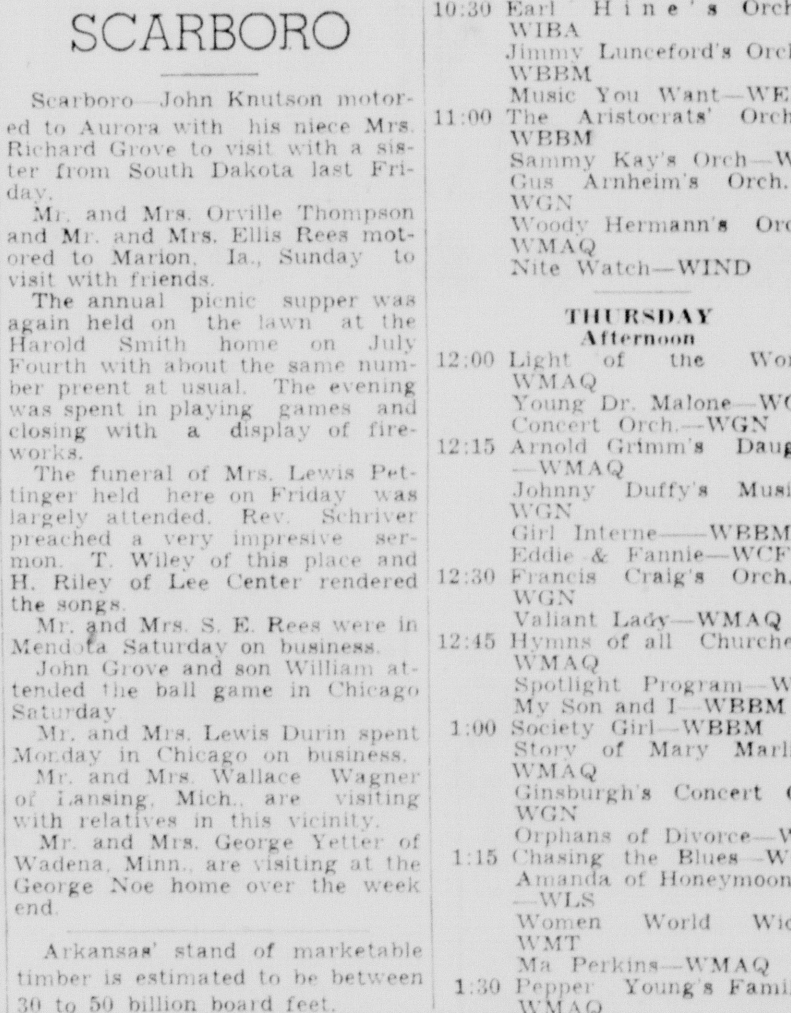 SCARBORO
Scarboro—John Knutson motor-
ed to Aurora with his niece Mrs.
Richard Grove to visit with a sis-
ter from South Dakota last Fri-
day.
Mr. and Mrs. Orville Thompson
and Mr. and Mrs. Ellis Rees mot-
ored to Marion, Ia., Sunday to
visit with friends.
The annual picnic supper was
again held on the lawn at the
Harold Smith home on July
Fourth with about the same num-
ber preent at usual. The evening
was spent in playing games and
closing with a display of fire-
works.
The funeral of Mrs. Lewis Pet-
tinger held here on Friday was
largely attended. Rev. Schriver
preached a very impresive ser-
mon. T. Wiley of this place and
H. Riley of Lee Center rendered
the songs.
Mr. and Mrs. S. E. Rees were in
Mendota Saturday on business.
John Grove and son William at-
tended the ball game in Chicago
Saturday
Mr. and Mrs. Lewis Durin spent
Monday in Chicago on business.
Mr. and Mrs. Wallace Wagner
of Lansing, Mich., are visiting
with relatives in this vicinity.
Mr. and Mrs. George Yetter of
Wadena, Minn., are visiting at the
George Noe home over the week
end.
Arkansas' stand of marketable
timber is estimated to be between
30 to 50 billion board feet.
10:30 Earl Hine's Orch
WIBA
Jimmy Lunceford's Orch
WBBM
Music You Want—WE
11:00 The Aristocrats' Orch
WBBM
Sammy Kay's Orch—W
Gus Arnheim's Orch.
WGN
Woody Hermann's Orc
WMAQ
Nite Watch—WIND
THURSDAY
Afternoon
12:00 Light of the Wor
WMAQ
Young Dr. Malone—WC
Concert Orch.—WGN
12:15 Arnold Grimm's Daug
—WMAQ
Johnny Duffy's Musi
WGN
Girl Interne——WBBM
Eddie & Fannie—WCF
12:30 Francis Craig's Orch.
WGN
Valiant Lady—WMAQ
12:45 Hymns of all Churche
WMAQ
Spotlight Program—W
My Son and I—WBBM
1:00 Society Girl—WBBM
Story of Mary Marl
WMAQ
Ginsburgh's Concert
WGN
Orphans of Divorce—W
1:15 Chasing the Blues—W
Amanda of Honeymoon
—WLS
Women World Wid
WMT
Ma Perkins—WMAQ
1:30 Pepper Young's Famil
WMAQ